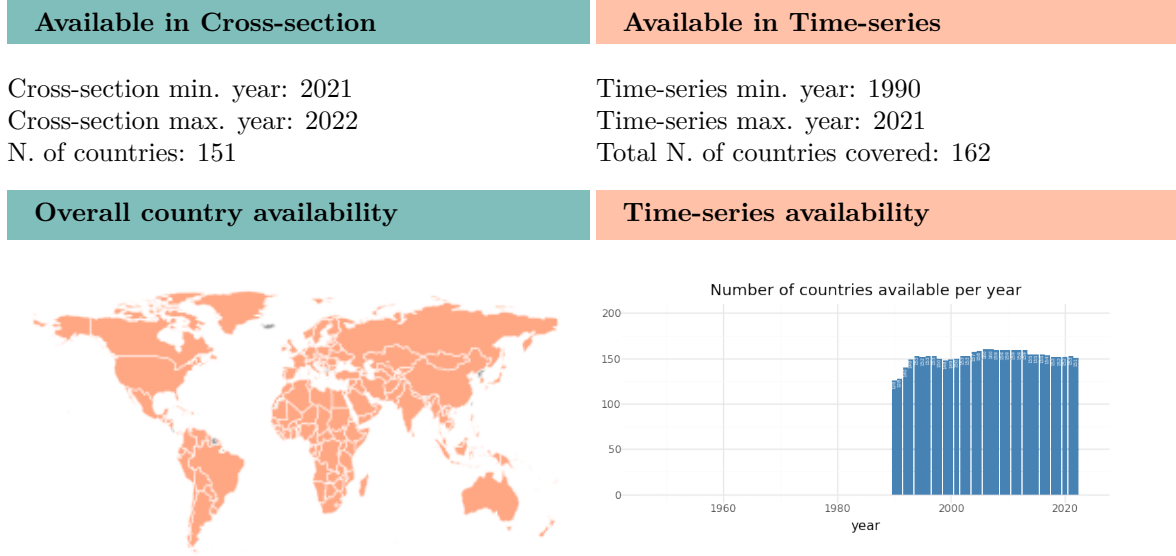 Available in Cross-section
Available in Time-series
Cross-section min. year: 2021
Cross-section max. year: 2022
N. of countries: 151
Time-series min. year: 1990
Time-series max. year: 2021
Total N. of countries covered: 162
Overall country availability
Time-series availability
Number of countries available per year
200
150
100
50
0
1960
1980
2000
2020
year